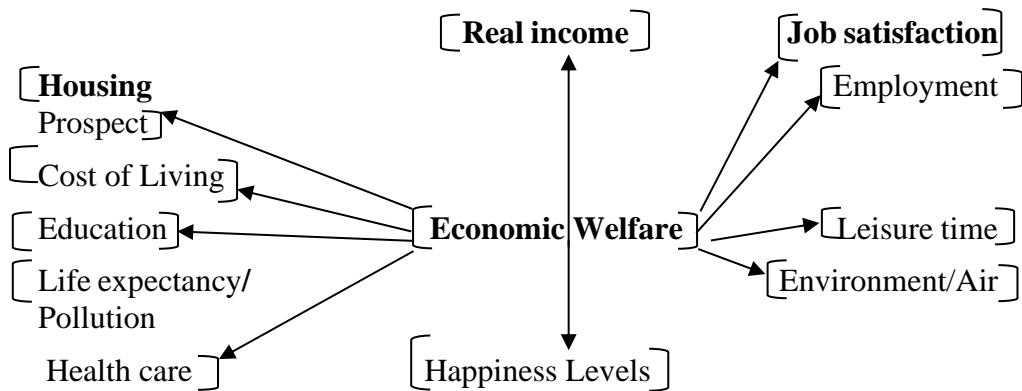 Real income
Job satisfaction
Housing
Prospect
Employment
Cost of Living
Education
Economic Welfare
Leisure time
Life expectancy/
Pollution
Environment/Air
Health care
Happiness Levels